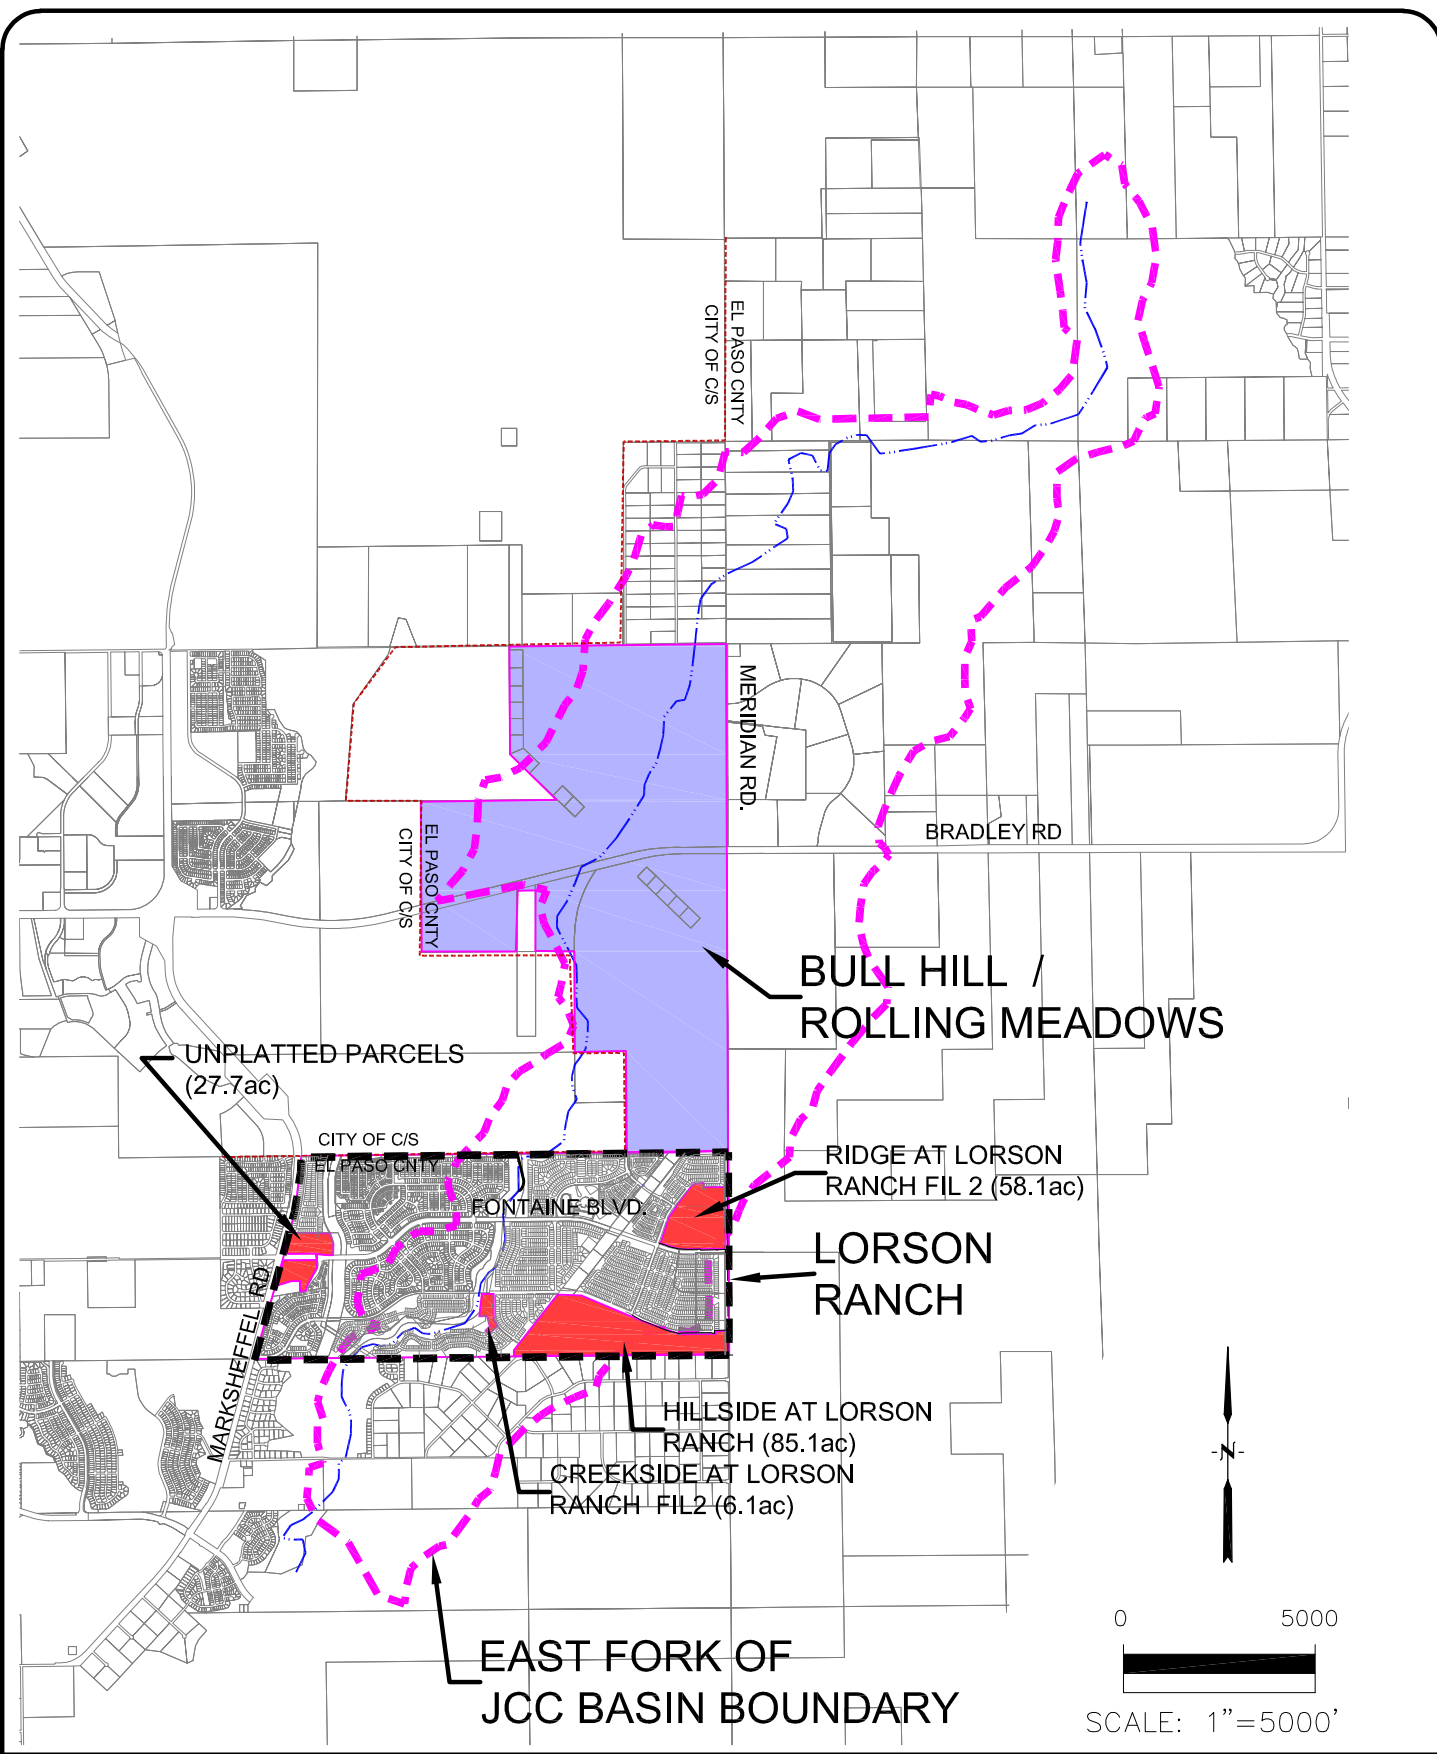 EL PASO CNTY
CITY OF C/S
MERIDIAN RD.
BRADLEY RD
EL PASO CNTY
CITY OF C/S
BULL HILL /
ROLLING MEADOWS
UNPLATTED PARCELS
(27.7ac)
CITY OF C/S
EL PASO CNTY
RIDGE AT LORSON
RANCH FIL 2 (58.1ac)
FONTAINE BLVD.
LORSON
RANCH
MARKSHEFFEL RD
HILLSIDE AT LORSON
RANCH (85.1ac)
CREEKSIDE AT LORSON
RANCH FIL2 (6.1ac)
-N-
EAST FORK OF
JCC BASIN BOUNDARY
0 5000
SCALE: 1"=5000'